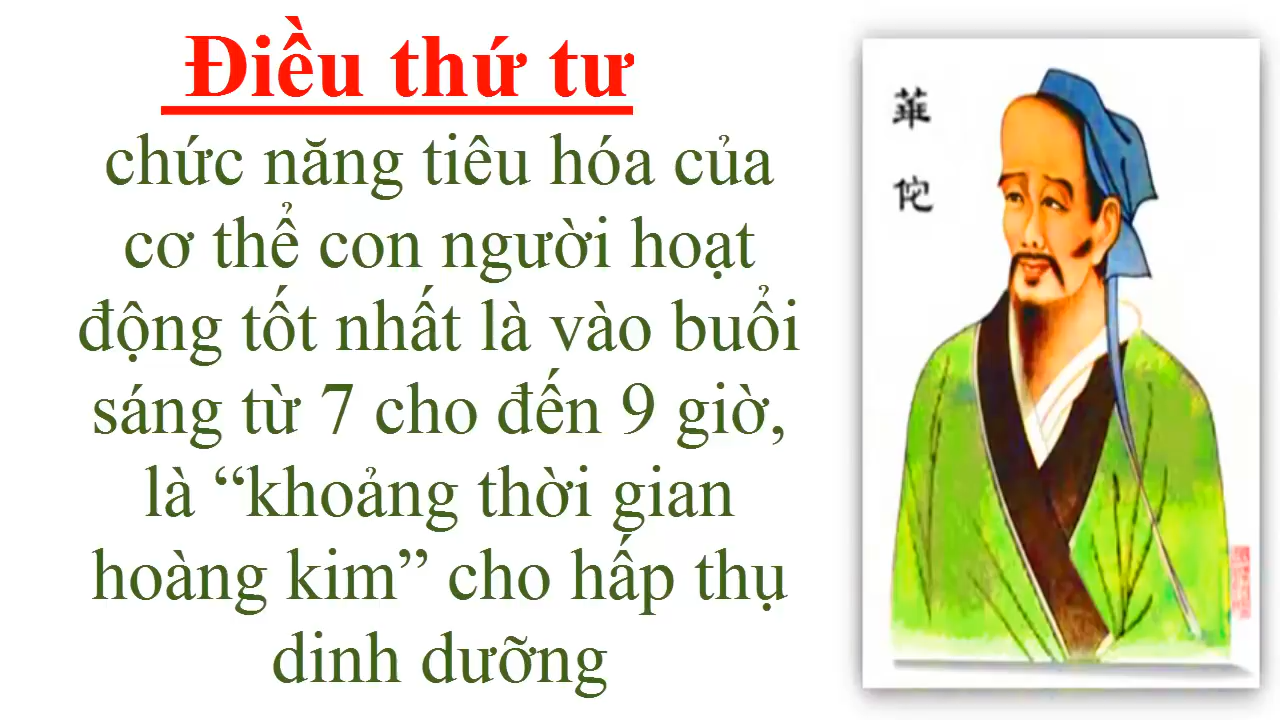 Điều thứ tư
chức năng tiêu hóa của
cơ thể con người hoạt
động tốt nhất là vào buổi
sáng từ 7 cho đến 9 giờ,
là “khoảng thời gian
hoàng kim” cho hấp thụ
dinh dưỡng
華
佗